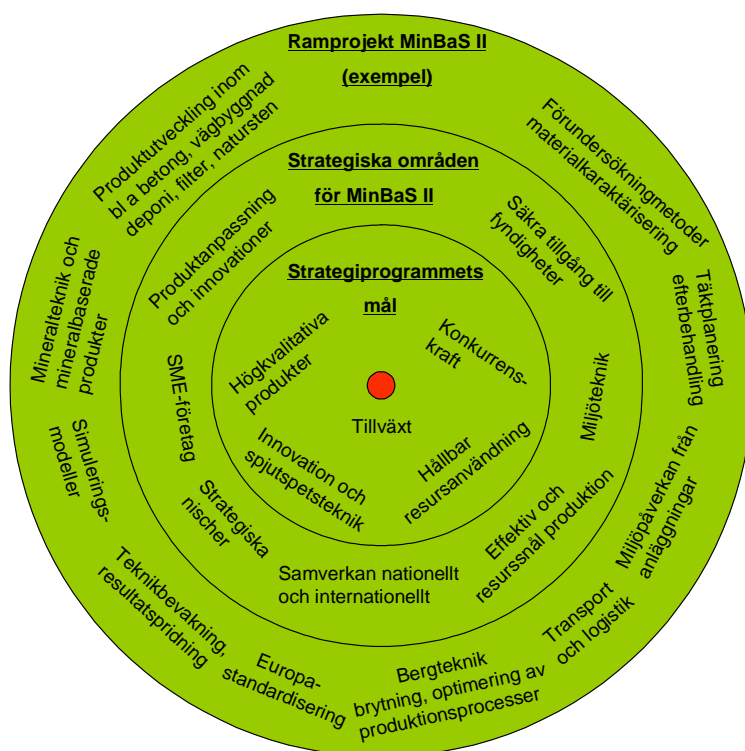 Ramprojekt MinBaS II
(exempel)
Produktutveckling inom
bl a betong, vägbyggnad
deponi, filter, natursten
Förundersökningmetoder
materialkaraktärisering
Täktplanering
efterbehandling
Miljöpåverkan från
anläggningar
Transport
och logistik
Bergteknik
brytning, optimering av
produktionsprocesser
Europa-
standardisering
Teknikbevakning,
resultatspridning
Simulerings-
modeller
Mineralteknik och
mineralbaserade
produkter
Strategiska områden
för MinBaS II
Produktanpassning
och innovationer
Säkra tillgång till
fyndigheter
Miljöteknik
Effektiv och
resurssnål produktion
Samverkan nationellt
och internationellt
Strategiska
nischer
SME-företag
Strategiprogrammets
mål
Högkvalitativa
produkter
Konkurrens-
kraft
Tillväxt
Innovation och
spjutspetsteknik
Hållbar
resursanvändning